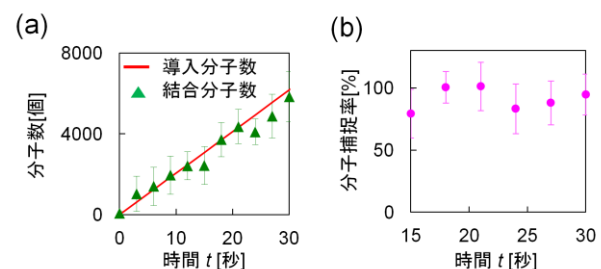 (a)
8000
4000
0
分子数[個]
導入分子数
結合分子数
0
10
20
30
時間 t [秒]
(b)
100
50
0
分子捕捉率[%]
15
20
25
30
時間 t [秒]